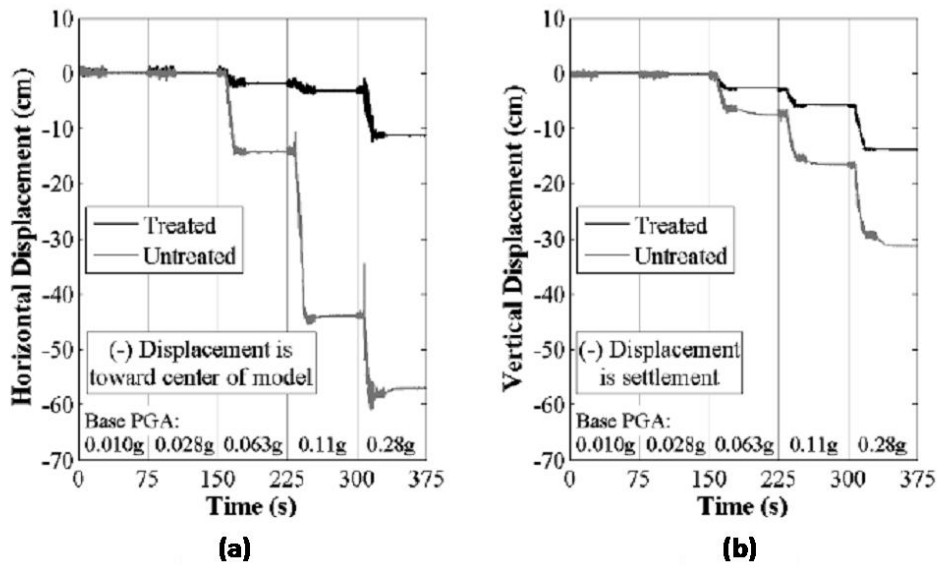 10
0
-10
-20
-30
-40
-50
-60
-70
Horizontal Displacement (cm)
Treated
Untreated
(-) Displacement is
toward center of model
Base PGA:
0.010g 0.028g 0.063g 0.11g 0.28g
0 75 150 225 300 375
Time (s)
(a)
10
0
-10
-20
-30
-40
-50
-60
-70
Vertical Displacement (cm)
Treated
Untreated
(-) Displacement
is settlement
Base PGA:
0.010g 0.028g 0.063g 0.11g 0.28g
0 75 150 225 300 375
Time (s)
(b)